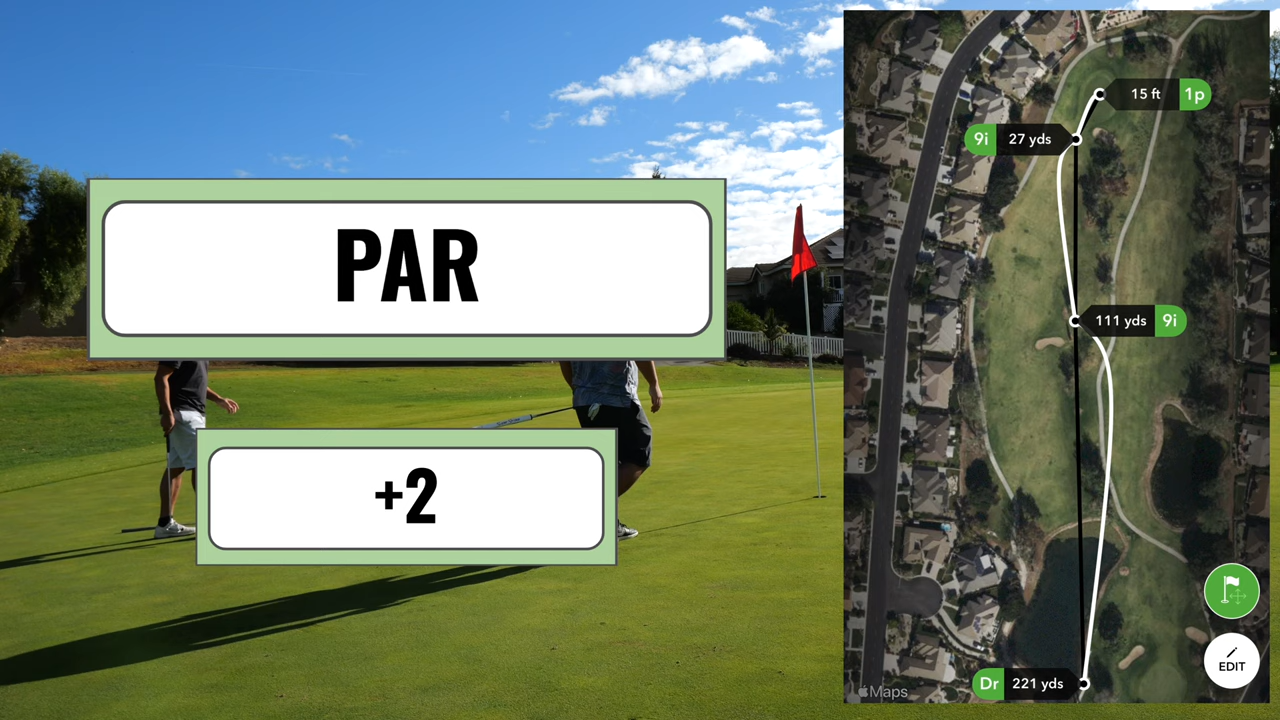 PAR
+2
15 ft 1p
9i 27 yds
111 yds 9i
Dr 221 yds
EDIT
Maps